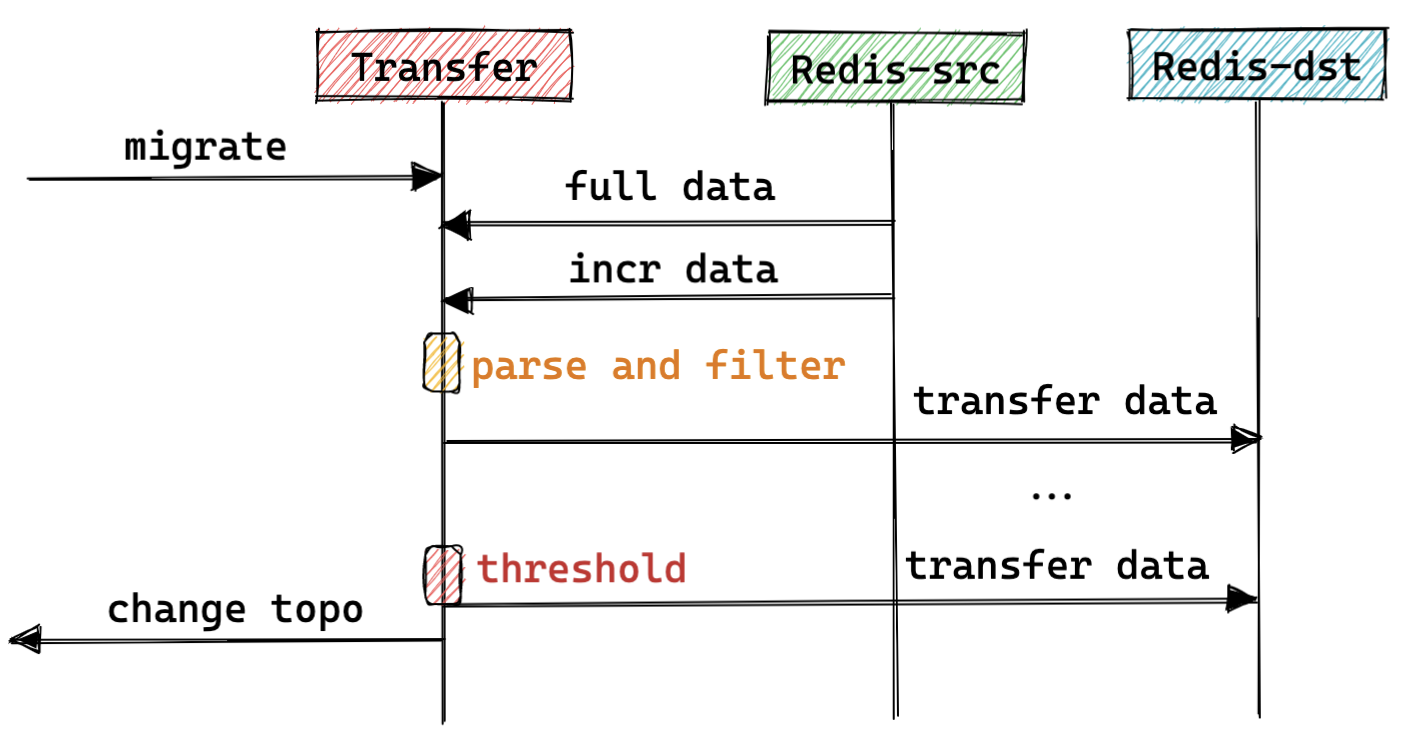 Transfer
Redis-src
Redis-dst
migrate
full data
incr data
parse and filter
transfer data
...
threshold
transfer data
change topo